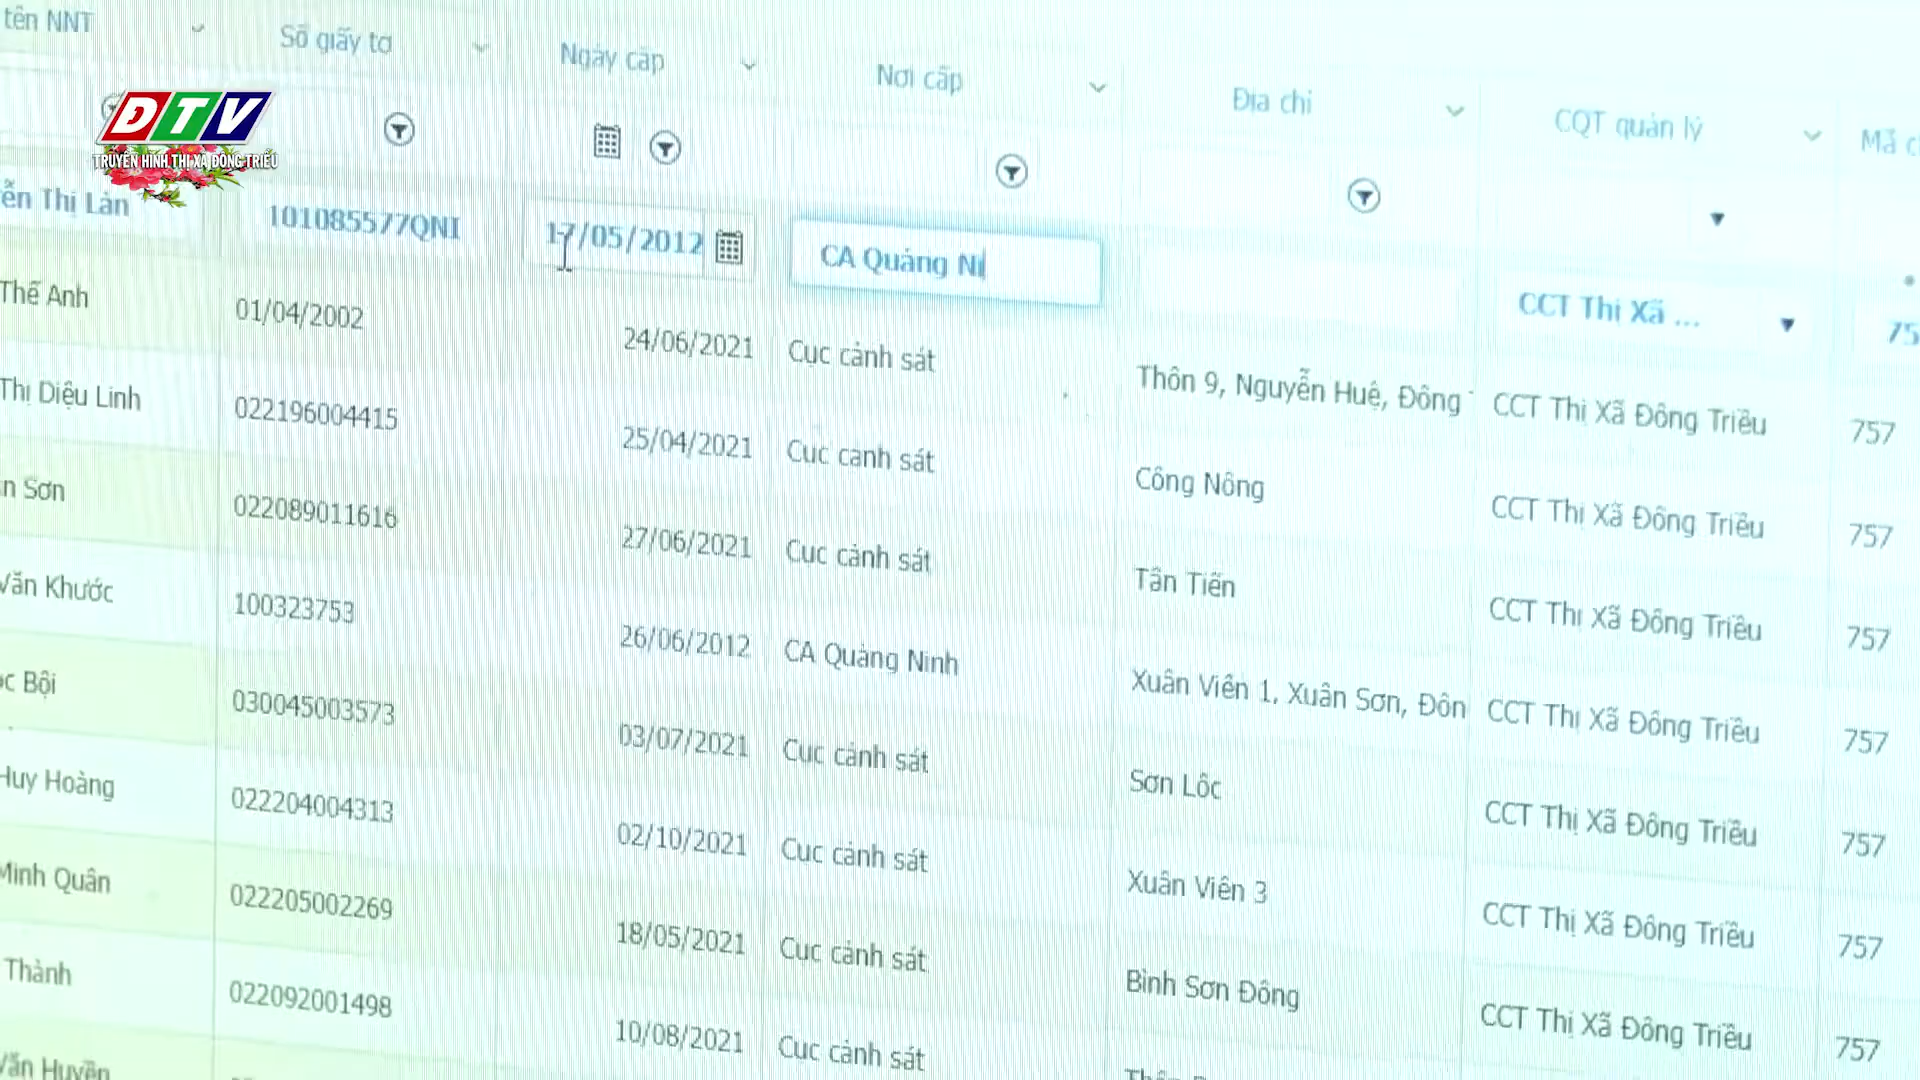 tên NNT Số giấy tờ Ngày cấp Nơi cấp Địa chỉ CQT quản lý Mã
ĐTV
TRUYỀN HÌNH THỊ XÃ ĐÔNG TRIỀU
ễn Thị Làn 101085577QNI 17/05/2012 CA Quảng Ni CCT Thị Xã ... 75
Thế Anh 01/04/2002 24/06/2021 Cục cảnh sát Thôn 9, Nguyễn Huệ, Đông CCT Thị Xã Đông Triều 757
Thị Diệu Linh 022196004415 25/04/2021 Cục cảnh sát Công Nông CCT Thị Xã Đông Triều 757
n Sơn 022089011616 27/06/2021 Cục cảnh sát Tân Tiến CCT Thị Xã Đông Triều 757
Văn Khước 100323753 26/06/2012 CA Quảng Ninh Xuân Viên 1, Xuân Sơn, Đôn CCT Thị Xã Đông Triều 757
ọc Bội 030045003573 03/07/2021 Cục cảnh sát Sơn Lộc CCT Thị Xã Đông Triều 757
Huy Hoàng 022204004313 02/10/2021 Cục cảnh sát Xuân Viên 3 CCT Thị Xã Đông Triều 757
Minh Quân 022205002269 18/05/2021 Cục cảnh sát Bình Sơn Đông CCT Thị Xã Đông Triều 757
Thành 022092001498 10/08/2021 Cục cảnh sát
Văn Huyền